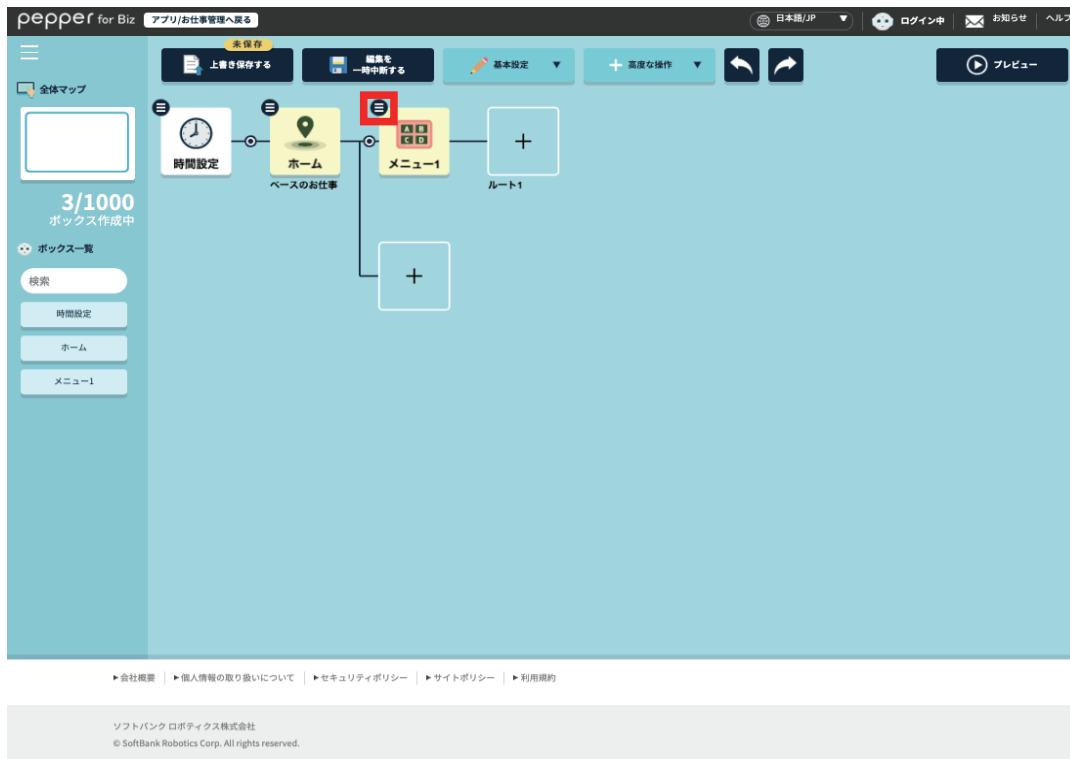 pepper for Biz アプリ/お仕事管理へ戻る 日本語/JP ▼ ログイン中 お知らせ ヘルプ
未保存
上書き保存する
編集を
一時中断する
基本設定 ▼
高度な操作 ▼
プレビュー
全体マップ
3/1000
ボックス作成中
ボックス一覧
検索
時間設定
ホーム
メニュー1
時間設定
ホーム
ベースのお仕事
A B
C D
メニュー1
+
ルート1
+
▶会社概要 ▶個人情報の取り扱いについて ▶セキュリティポリシー ▶サイトポリシー ▶利用規約
ソフトバンク ロボティクス株式会社
© SoftBank Robotics Corp. All rights reserved.